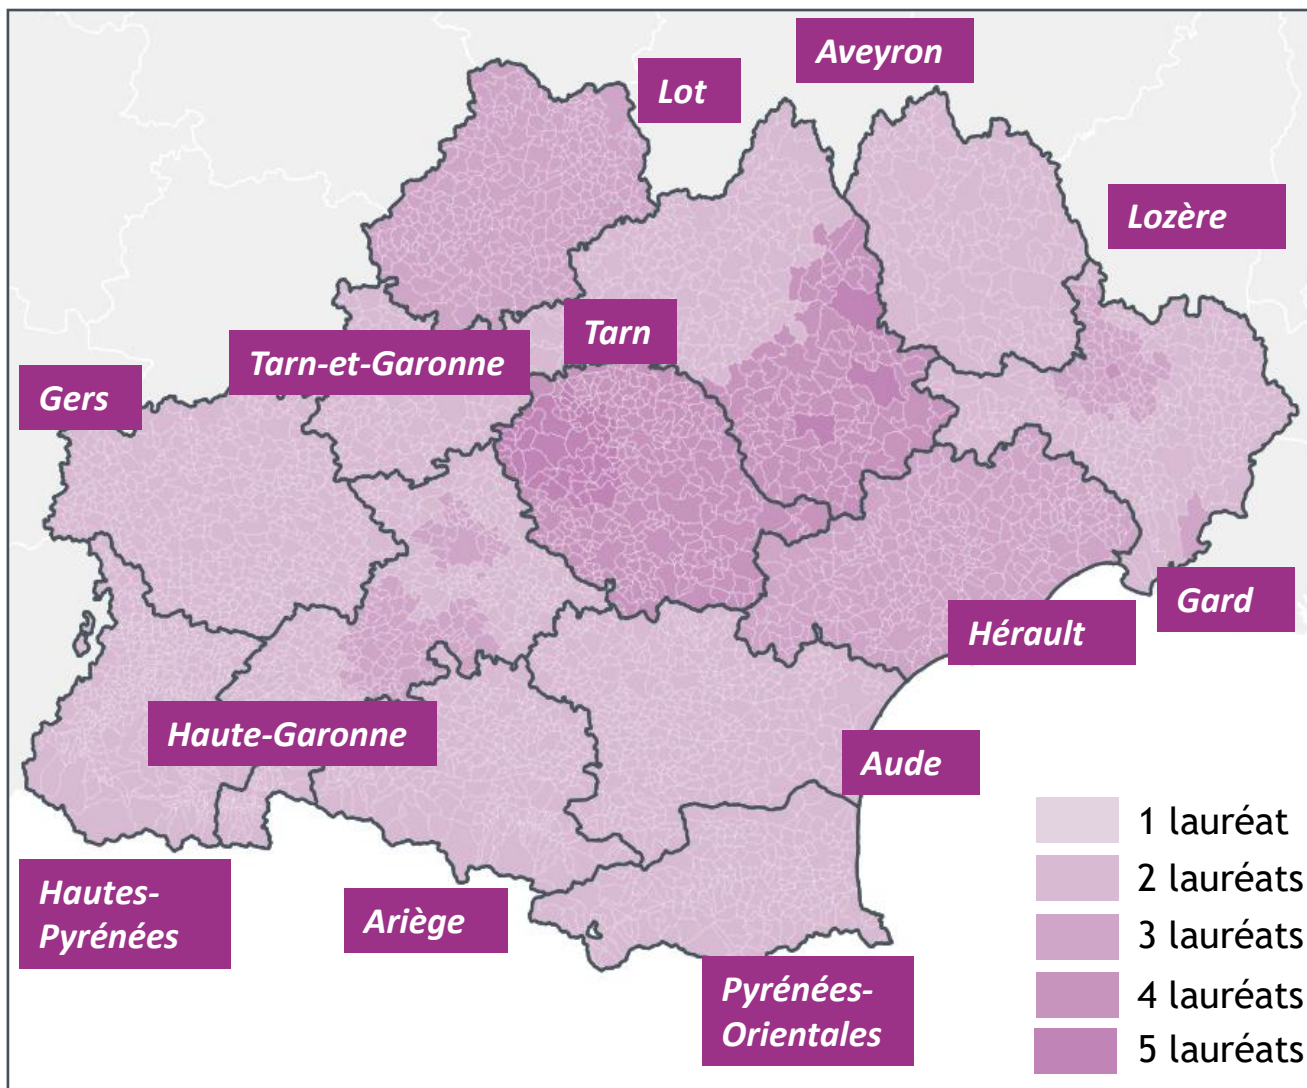 Aveyron
Lot
Lozère
Tarn
Tarn-et-Garonne
Gers
Gard
Hérault
Haute-Garonne
Aude
1 lauréat
2 lauréats
Hautes-
Pyrénées
Ariège
3 lauréats
Pyrénées-
Orientales
4 lauréats
5 lauréats